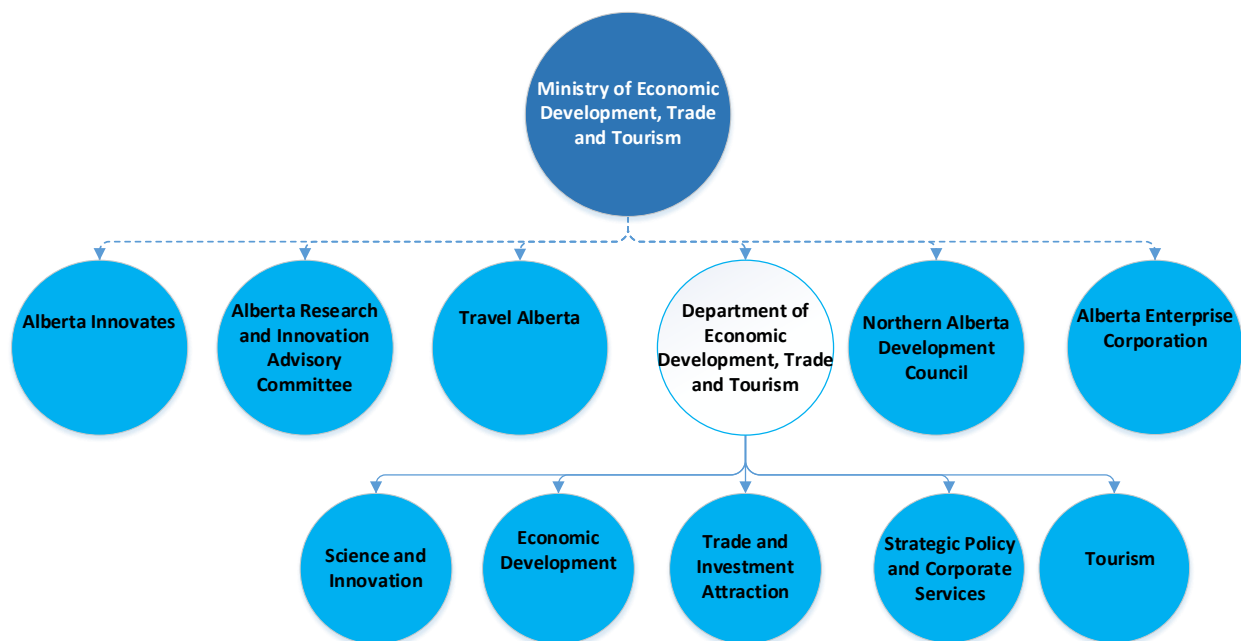 Ministry of Economic
Development, Trade
and Tourism
Alberta Innovates
Alberta Research
and Innovation
Advisory
Committee
Travel Alberta
Department of
Economic
Development, Trade
and Tourism
Northern Alberta
Development
Council
Alberta Enterprise
Corporation
Science and
Innovation
Economic
Development
Trade and
Investment
Attraction
Strategic Policy
and Corporate
Services
Tourism